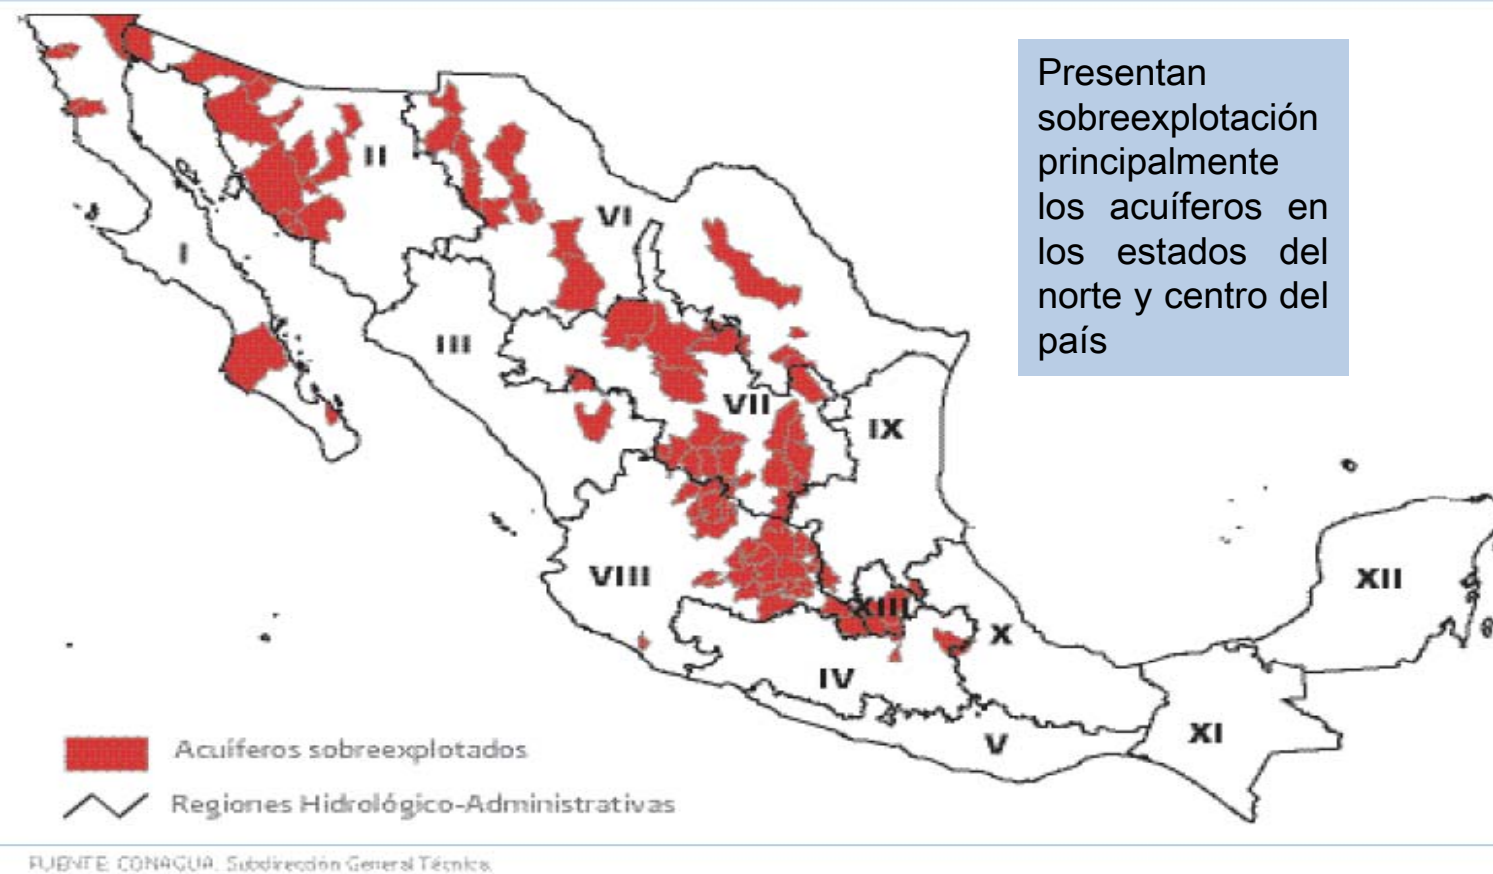 Presentan
sobreexplotación
principalmente
los acuíferos en
los estados del
norte y centro del
país
II
VI
I
III
VII
IX
VIII
XII
XIII
X
IV
XI
V
Acuíferos sobreexplotados
Regiones Hidrológico-Administrativas
FUENTE: CONAGUA. Subdirección General Técnica.